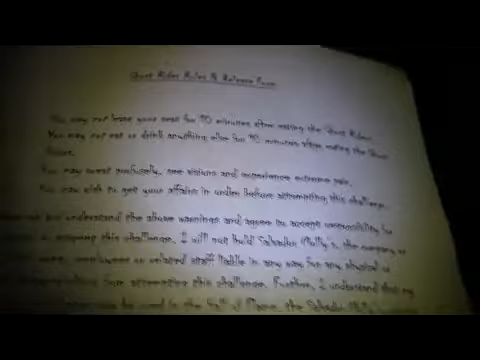 Ghost Rider Rules & Release Form
You may not leave your seat for 10 minutes after eating the Ghost Rider.
You may not eat or drink anything else for 10 minutes after eating the Ghost
Rider.
You may sweat profusely, see visions and experience extreme pain.
You may wish to get your affairs in order before attempting this challenge.
understand the above warnings and agree to accept responsibility for
this challenge. I will not hold Salvador Molly's, the company or
employees or related staff liable in any way for any physical or
from attempting this challenge. Further, I understand that my
may be used in the Hall of Flame, the Salvador Molly's